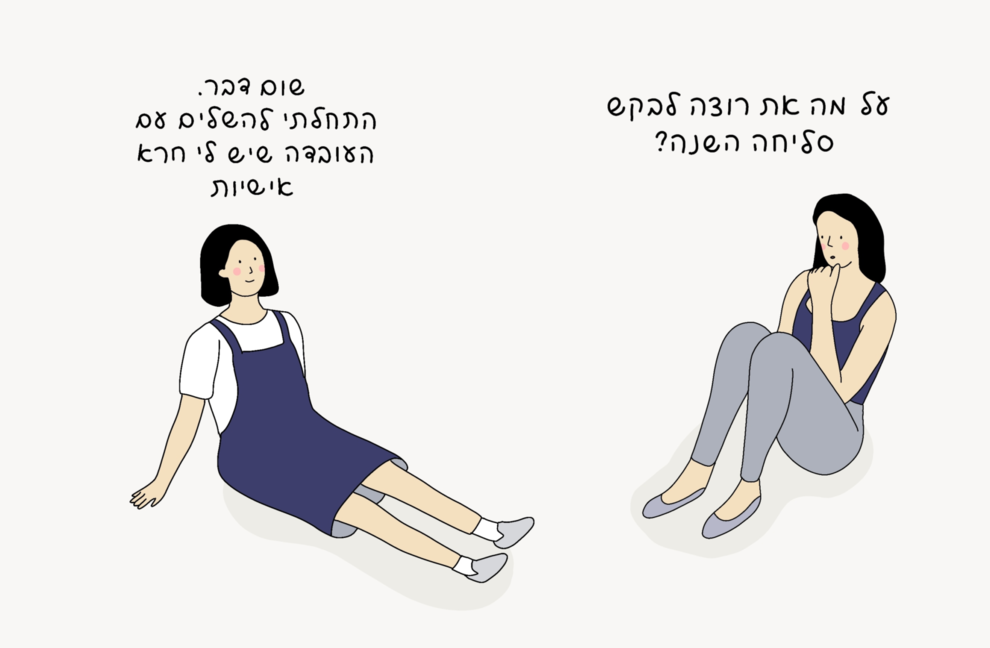 על מה את רוצה לבקש
סליחה השנה?
שום דבר.
התחלתי להשלים עם
העובדה שיש לי חרא
אישיות